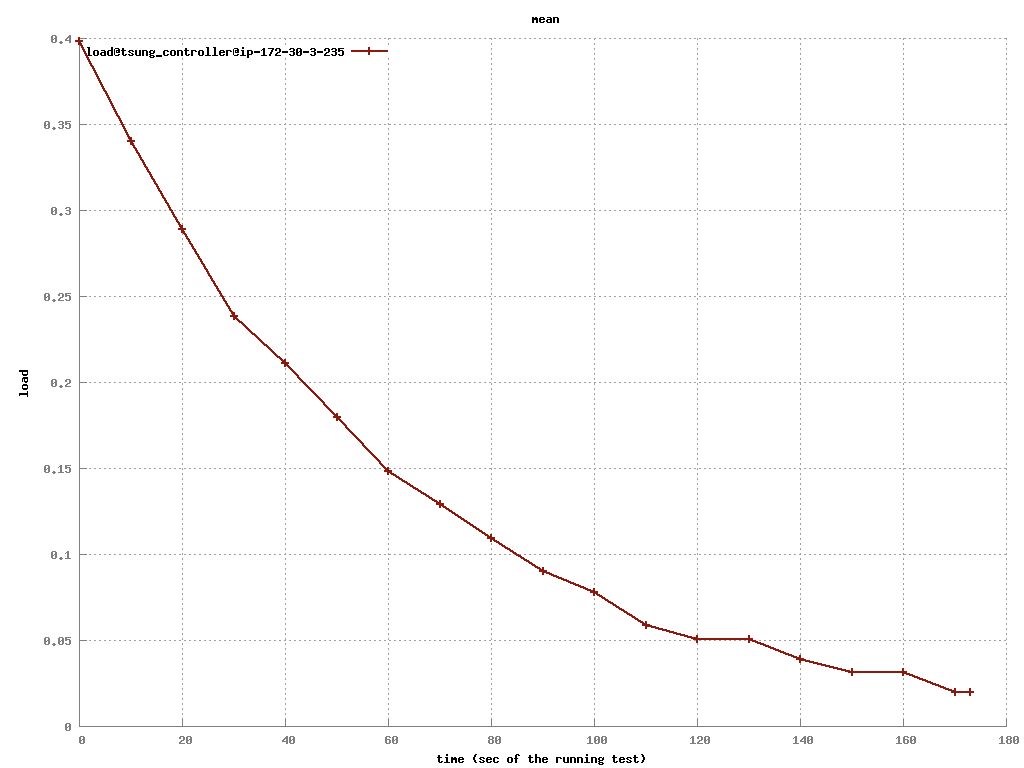 mean
load@tsung_controller@ip-172-30-3-235
0.4
0.35
0.3
0.25
0.2
0.15
0.1
0.05
0
load
0 20 40 60 80 100 120 140 160 180
time (sec of the running test)